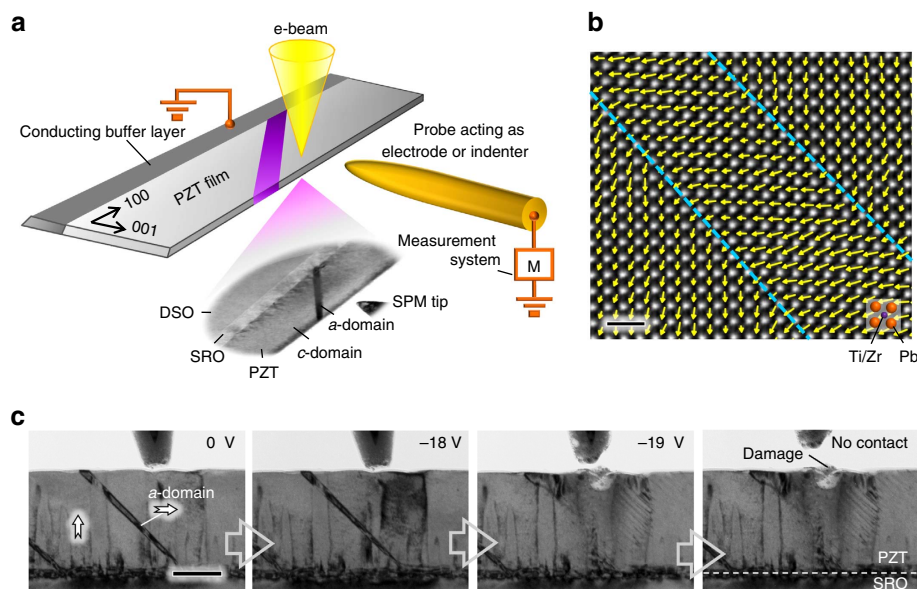 a
e-beam
Conducting buffer layer
PZT film
100
001
Probe acting as
electrode or indenter
Measurement
system
M
DSO
SRO
PZT
c-domain
a-domain
SPM tip
b
Ti/Zr
Pb
c
0 V
a-domain
–18 V
–19 V
No contact
Damage
PZT
SRO